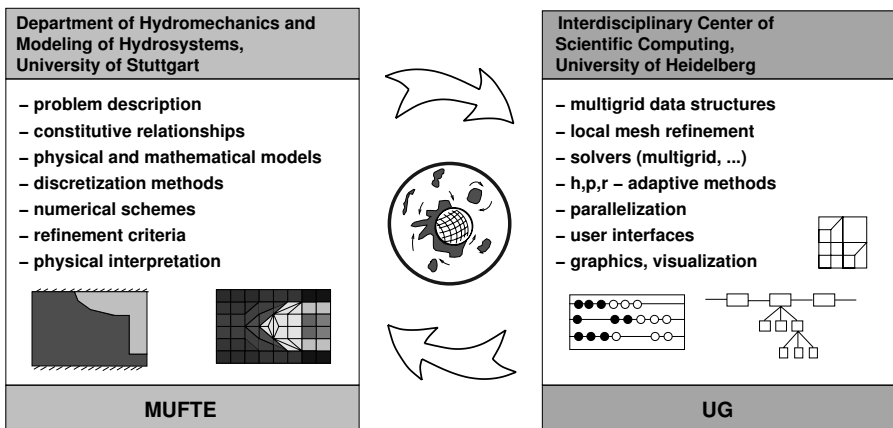 Department of Hydromechanics and
Modeling of Hydrosystems,
University of Stuttgart
– problem description
– constitutive relationships
– physical and mathematical models
– discretization methods
– numerical schemes
– refinement criteria
– physical interpretation
MUFTE
Interdisciplinary Center of
Scientific Computing,
University of Heidelberg
– multigrid data structures
– local mesh refinement
– solvers (multigrid, ...)
– h,p,r – adaptive methods
– parallelization
– user interfaces
– graphics, visualization
UG